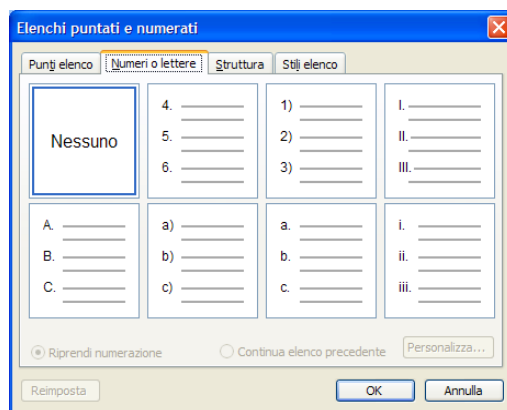 Elenchi puntati e numerati
Punti elenco Numeri o lettere Struttura Stili elenco
Nessuno
4.
5.
6.
1)
2)
3)
I.
II.
III.
A.
B.
C.
a)
b)
c)
a.
b.
c.
i.
ii.
iii.
Riprendi numerazione Continua elenco precedente Personalizza...
Reimposta OK Annulla